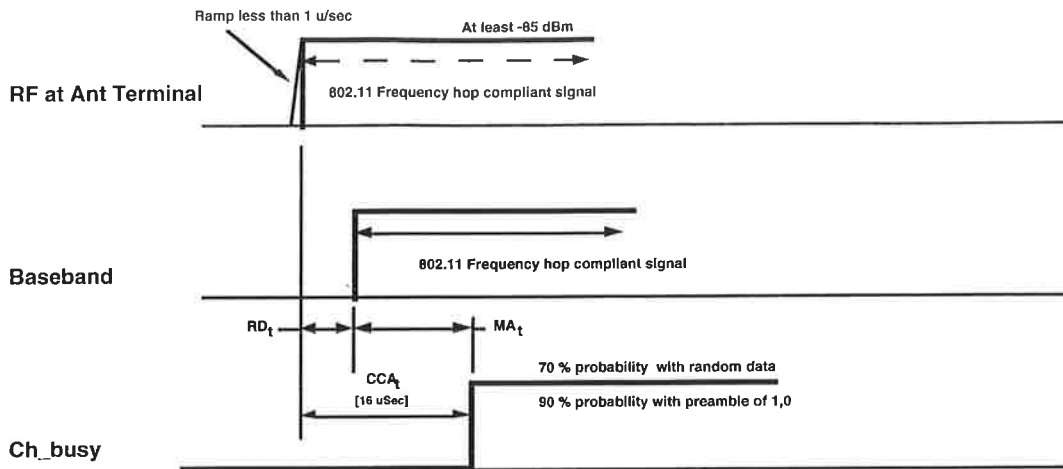 Ramp less than 1 u/sec
At least -85 dBm
802.11 Frequency hop compliant signal
RF at Ant Terminal
802.11 Frequency hop compliant signal
Baseband
RDt
MAt
CCAt
[16 uSec]
70 % probability with random data
90 % probability with preamble of 1,0
Ch_busy